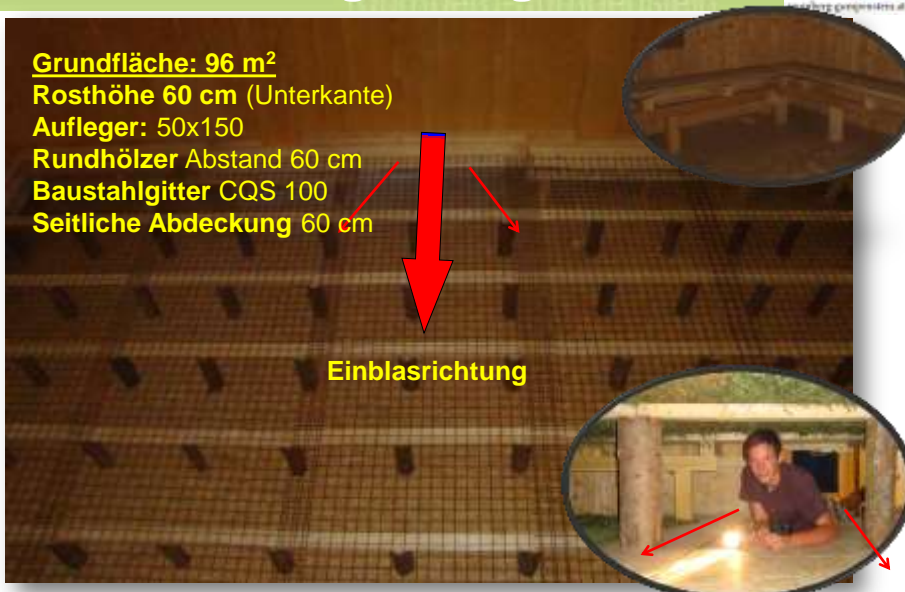 Grundfläche: 96 m²
Rosthöhe 60 cm (Unterkante)
Aufleger: 50x150
Rundhölzer Abstand 60 cm
Baustahlgitter CQS 100
Seitliche Abdeckung 60 cm
Einblasrichtung